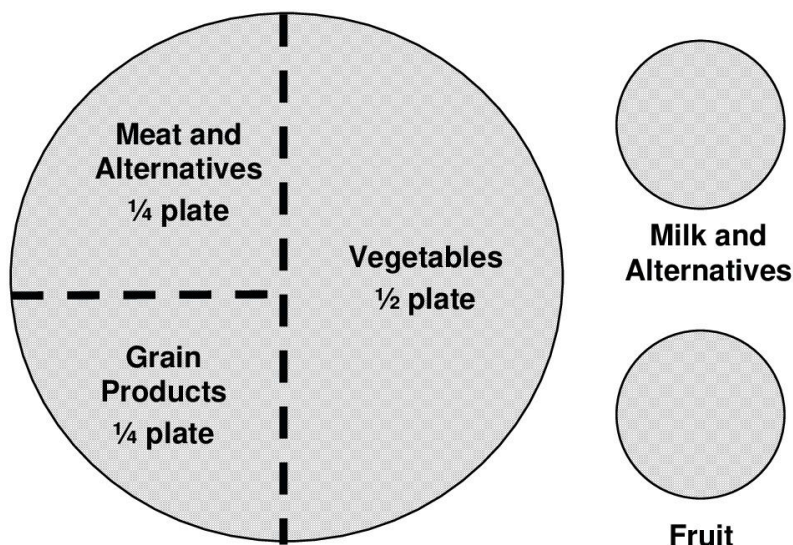 Meat and
Alternatives
¼ plate
Grain
Products
¼ plate
Vegetables
½ plate
Milk and
Alternatives
Fruit